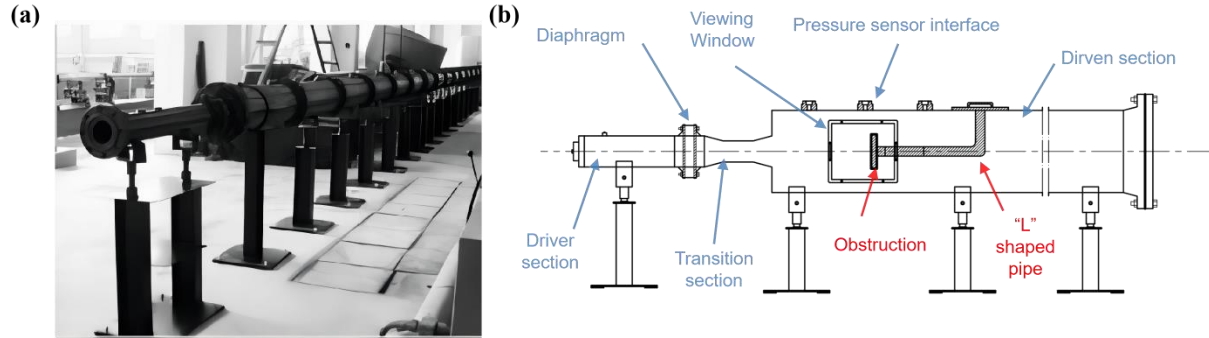 (a)
(b)
Diaphragm
Viewing
Window
Pressure sensor interface
Dirven section
Driver
section
Transition
section
Obstruction
“L”
shaped
pipe